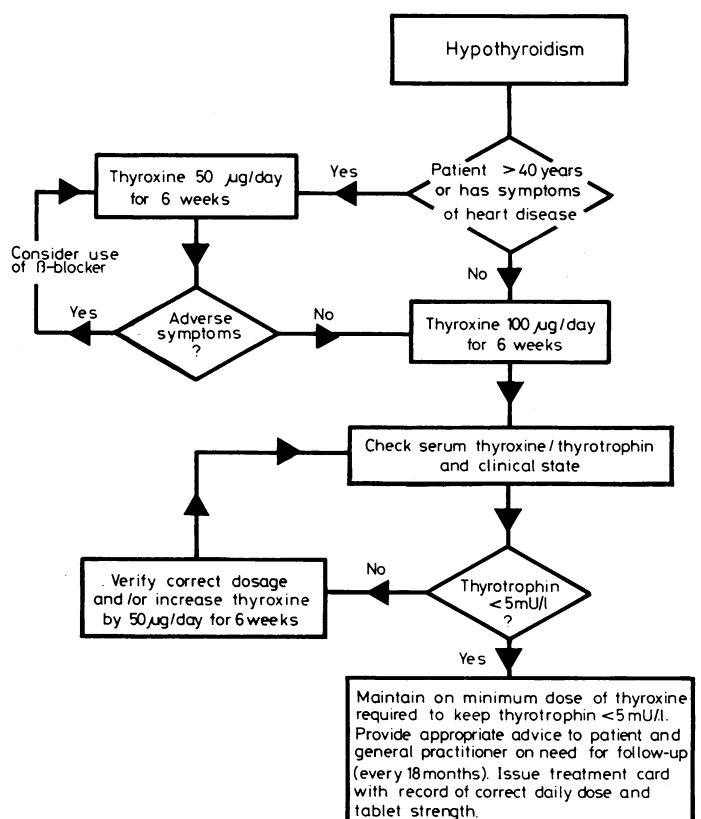 Hypothyroidism
Patient >40 years
or has symptoms
of heart disease
Yes
Thyroxine 50 µg/day
for 6 weeks
Consider use
of β-blocker
Yes
Adverse
symptoms
?
No
No
Thyroxine 100 µg/day
for 6 weeks
Check serum thyroxine/thyrotrophin
and clinical state
Thyrotrophin
<5mU/l
?
No
Verify correct dosage
and/or increase thyroxine
by 50µg/day for 6 weeks
Yes
Maintain on minimum dose of thyroxine
required to keep thyrotrophin <5mU/l.
Provide appropriate advice to patient and
general practitioner on need for follow-up
(every 18 months). Issue treatment card
with record of correct daily dose and
tablet strength.